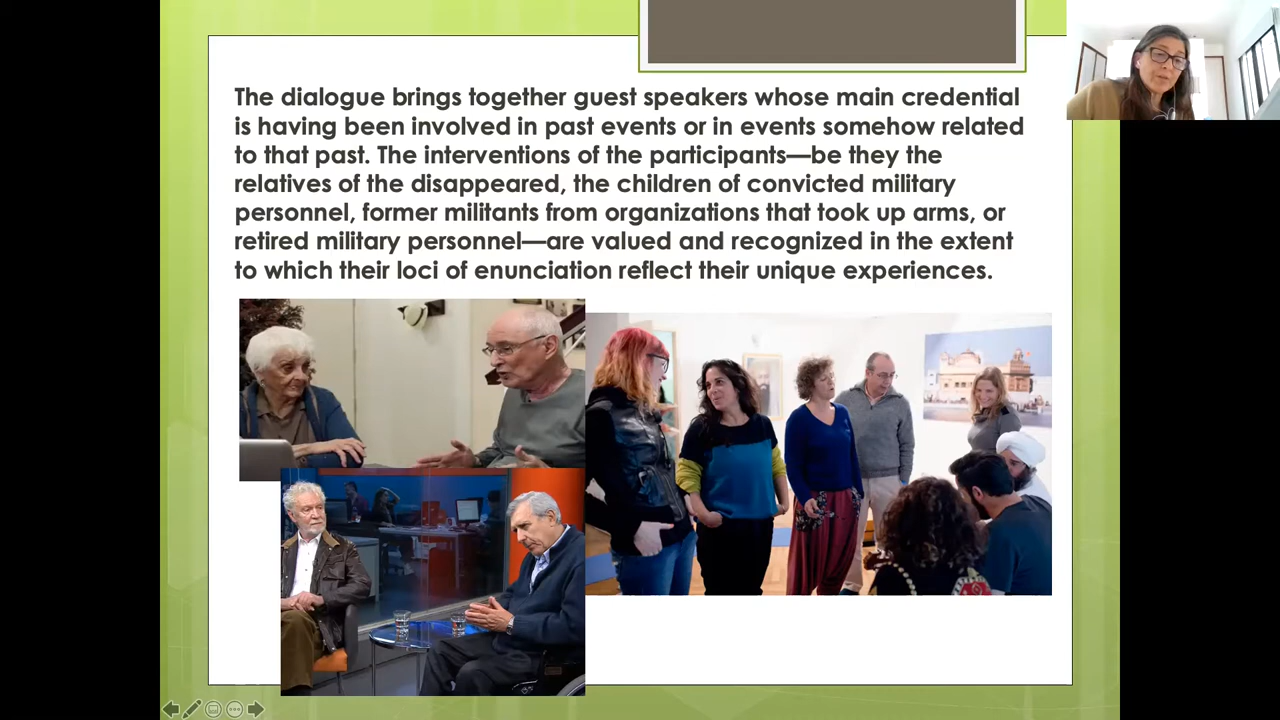 The dialogue brings together guest speakers whose main credential
is having been involved in past events or in events somehow related
to that past. The interventions of the participants—be they the
relatives of the disappeared, the children of convicted military
personnel, former militants from organizations that took up arms, or
retired military personnel—are valued and recognized in the extent
to which their loci of enunciation reflect their unique experiences.